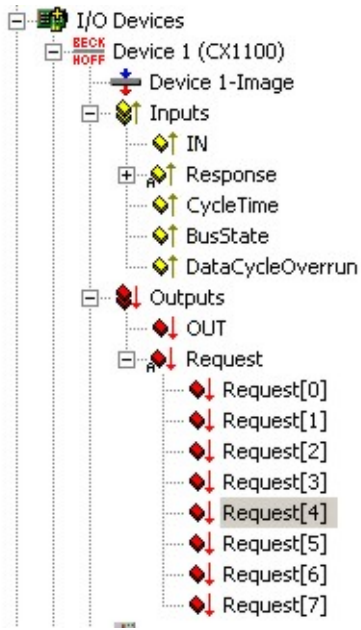 I/O Devices
BECK
HOFF
Device 1 (CX1100)
Device 1-Image
Inputs
IN
A
Response
CycleTime
BusState
DataCycleOverrun
Outputs
OUT
A
Request
Request[0]
Request[1]
Request[2]
Request[3]
Request[4]
Request[5]
Request[6]
Request[7]